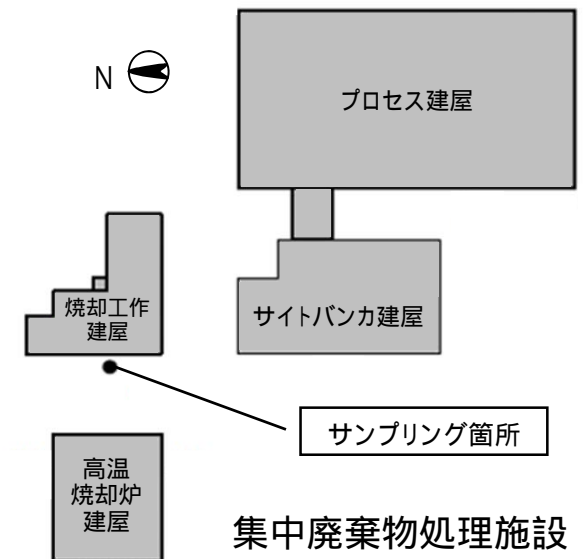 N
プロセス建屋
焼却工作
建屋
サイトバンカ建屋
サンプリング箇所
高温
焼却炉
建屋
集中廃棄物処理施設